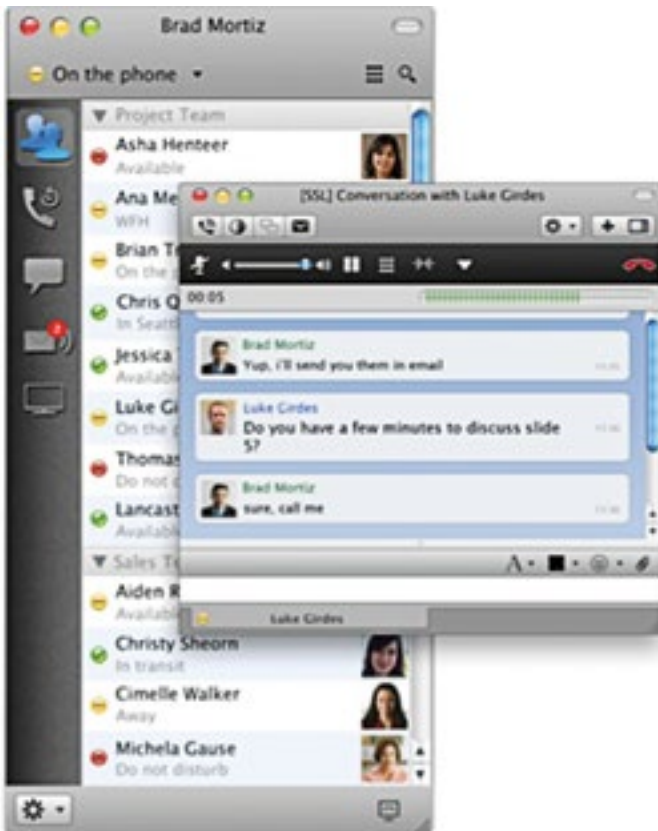 Brad Mortiz
On the phone
Project Team
Asha Henteer
Available
Ana Me
WFH
Brian T
On the
Chris Q
In Seatt
Jessica
Availab
Luke Gi
On the
Thomas
Do not
Lancast
Availab
Sales Te
Aiden R
Availab
Christy Sheorn
In transit
Cimelle Walker
Away
Michela Gause
Do not disturb
2
[SSL] Conversation with Luke Girdes
00:05
Brad Mortiz
Yup, i'll send you them in email
Luke Girdes
Do you have a few minutes to discuss slide
5?
Brad Mortiz
sure, call me
A
Luke Girdes